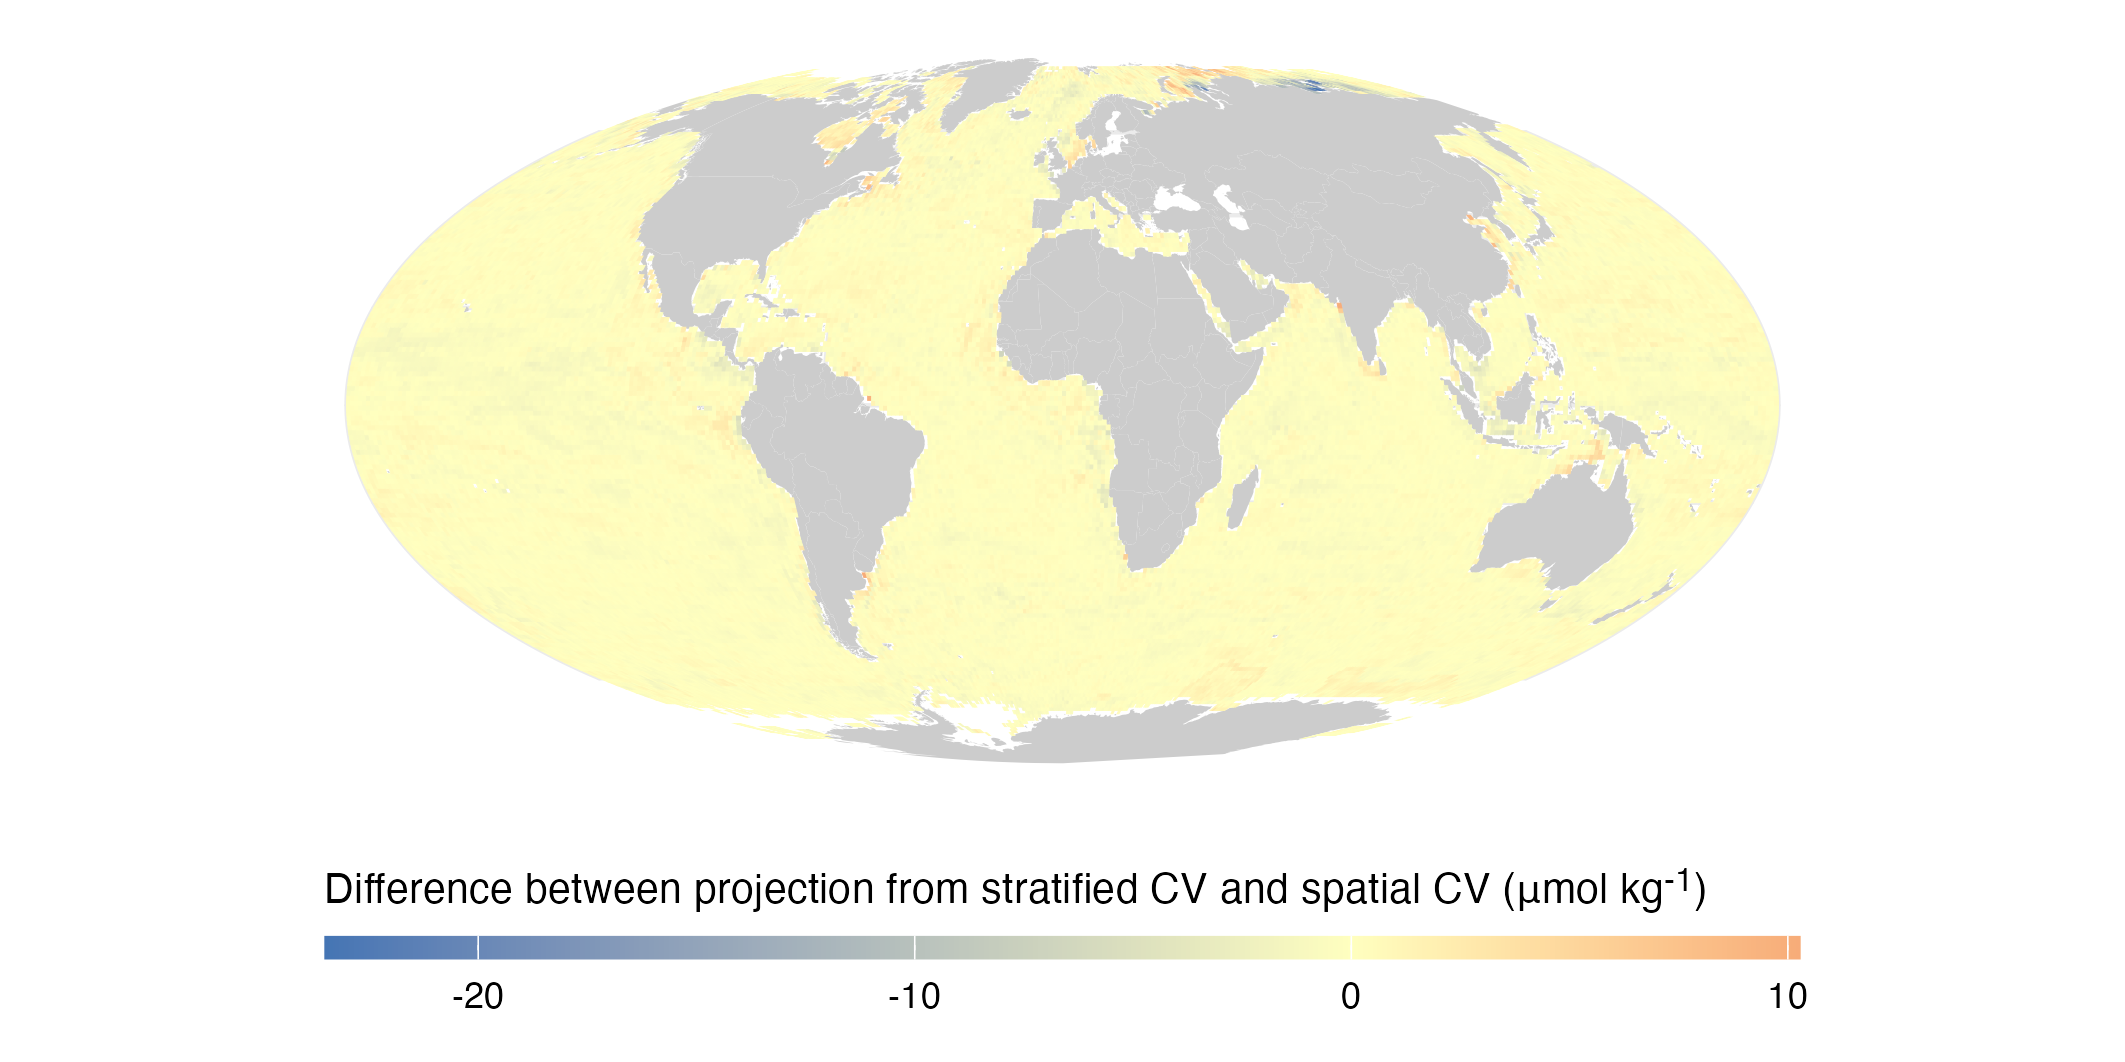 Difference between projection from stratified CV and spatial CV (μmol kg⁻¹)
-20 -10 0 10